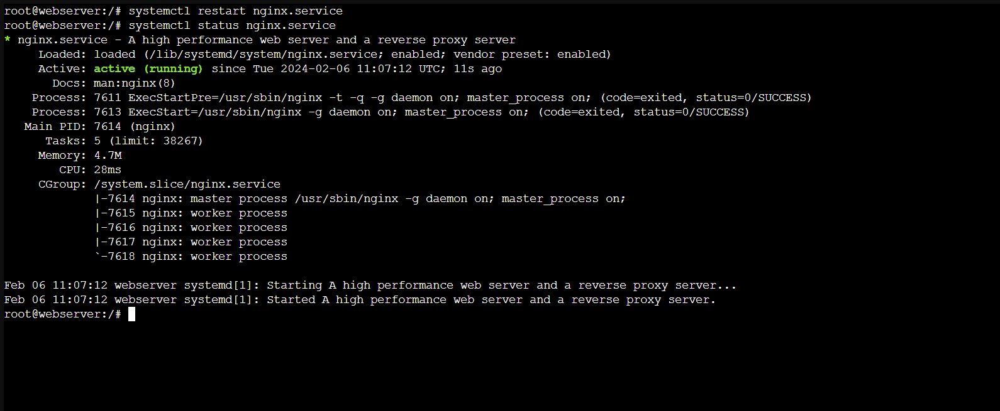 root@webserver:/# systemctl restart nginx.service
root@webserver:/# systemctl status nginx.service
* nginx.service - A high performance web server and a reverse proxy server
Loaded: loaded (/lib/systemd/system/nginx.service; enabled; vendor preset: enabled)
Active: active (running) since Tue 2024-02-06 11:07:12 UTC; 11s ago
Docs: man:nginx(8)
Process: 7611 ExecStartPre=/usr/sbin/nginx -t -q -g daemon on; master_process on; (code=exited, status=0/SUCCESS)
Process: 7613 ExecStart=/usr/sbin/nginx -g daemon on; master_process on; (code=exited, status=0/SUCCESS)
Main PID: 7614 (nginx)
Tasks: 5 (limit: 38267)
Memory: 4.7M
CPU: 28ms
CGroup: /system.slice/nginx.service
|-7614 nginx: master process /usr/sbin/nginx -g daemon on; master_process on;
|-7615 nginx: worker process
|-7616 nginx: worker process
|-7617 nginx: worker process
`-7618 nginx: worker process
Feb 06 11:07:12 webserver systemd[1]: Starting A high performance web server and a reverse proxy server...
Feb 06 11:07:12 webserver systemd[1]: Started A high performance web server and a reverse proxy server.
root@webserver:/#